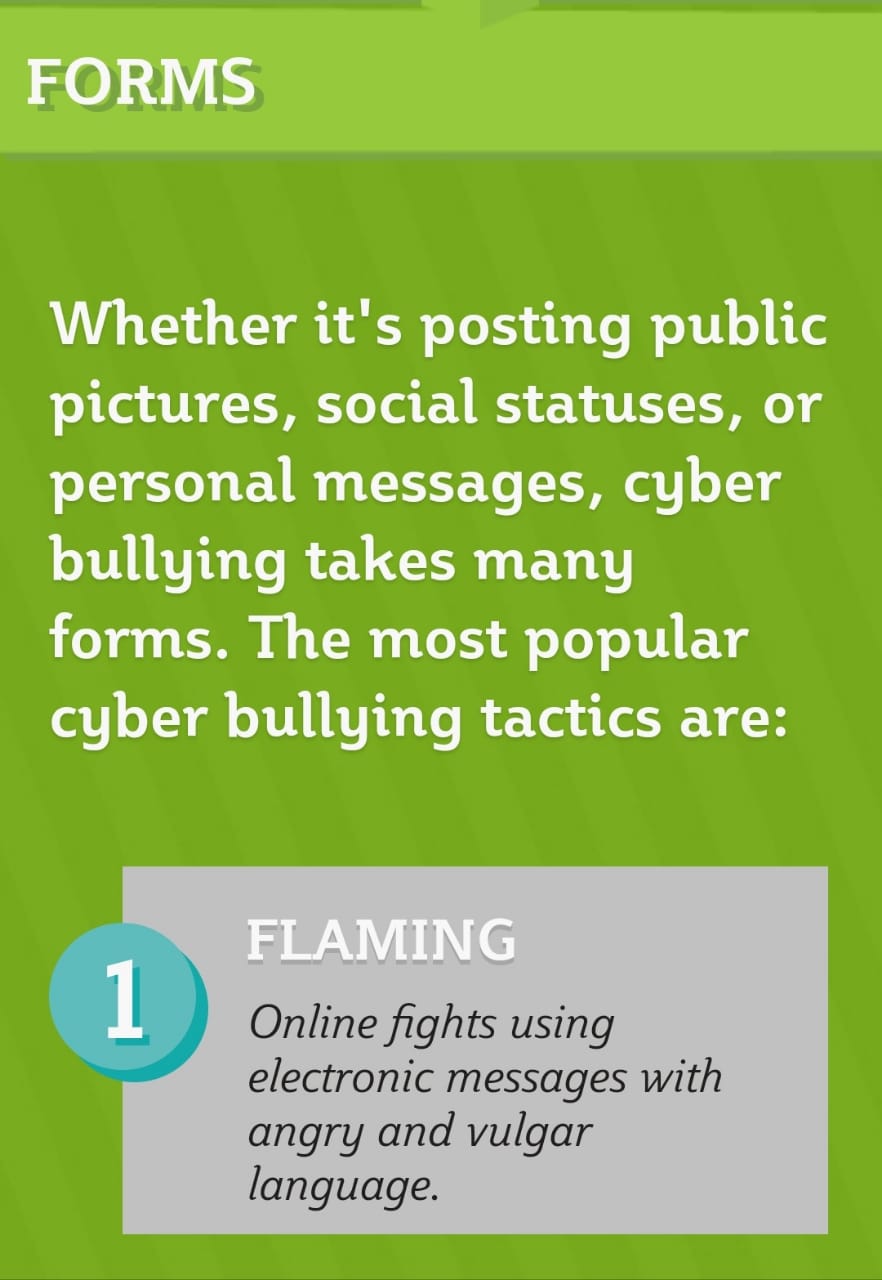 FORMS
Whether it's posting public
pictures, social statuses, or
personal messages, cyber
bullying takes many
forms. The most popular
cyber bullying tactics are:
1
FLAMING
Online fights using
electronic messages with
angry and vulgar
language.